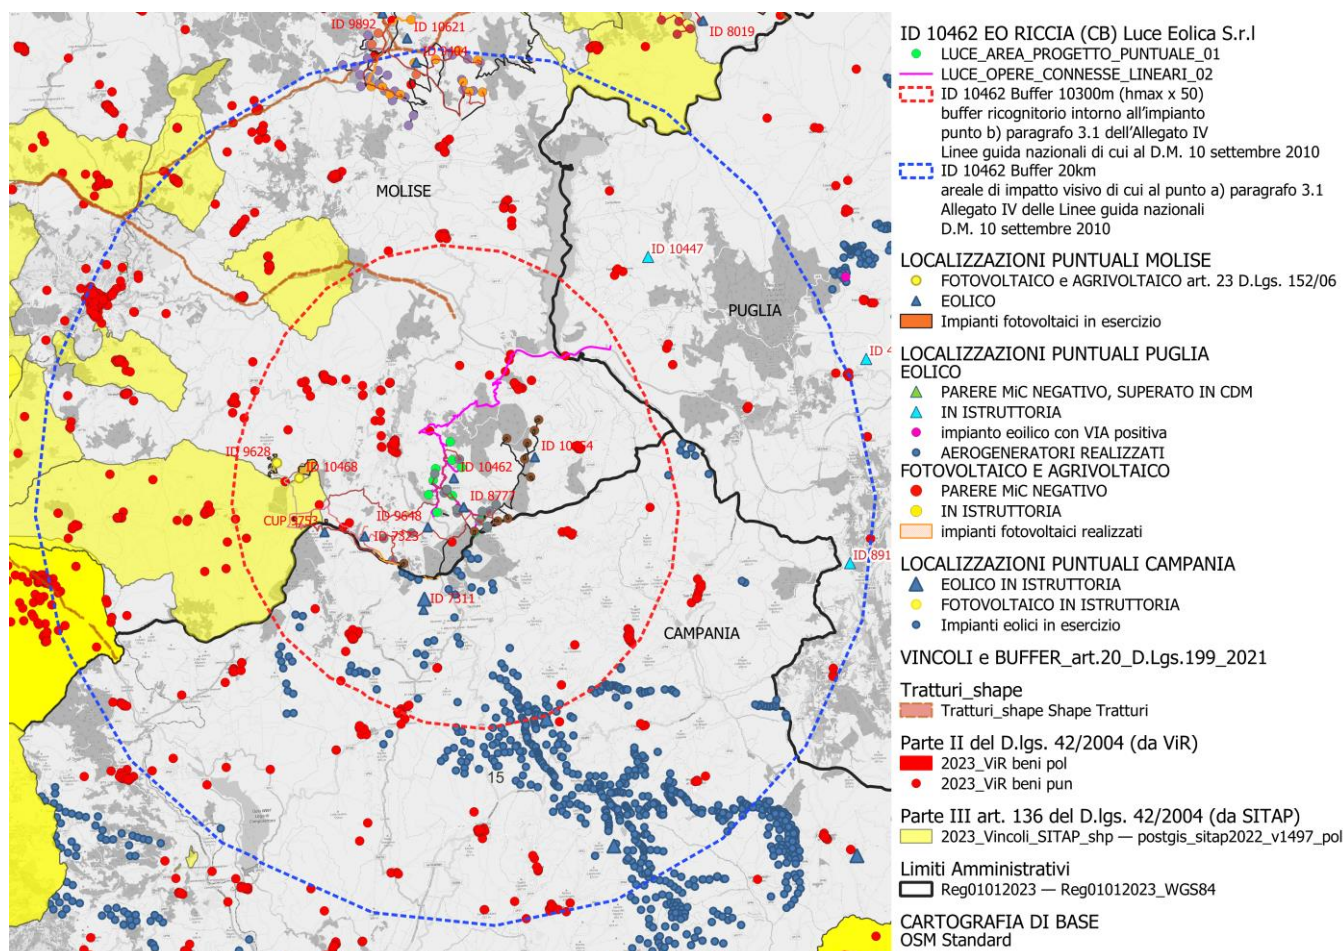 ID 9892
ID 10621
ID 8019
ID 9404
MOLISE
ID 10447
PUGLIA
ID 4
ID 9628
ID 10468
ID 10462
ID 8777
CUP 9753
ID 9648
ID 7323
ID 891
ID 7311
CAMPANIA
15
ID 10462 EO RICCIA (CB) Luce Eolica S.r.l
LUCE_AREA_PROGETTO_PUNTUALE_01
LUCE_OPERE_CONNESSE_LINEARI_02
ID 10462 Buffer 10300m (hmax x 50)
buffer ricognitorio intorno all'impianto
punto b) paragrafo 3.1 dell'Allegato IV
Linee guida nazionali di cui al D.M. 10 settembre 2010
ID 10462 Buffer 20km
areale di impatto visivo di cui al punto a) paragrafo 3.1
Allegato IV delle Linee guida nazionali
D.M. 10 settembre 2010
LOCALIZZAZIONI PUNTUALI MOLISE
FOTOVOLTAICO e AGRIVOLTAICO art. 23 D.Lgs. 152/06
EOLICO
Impianti fotovoltaici in esercizio
LOCALIZZAZIONI PUNTUALI PUGLIA
EOLICO
PARERE MiC NEGATIVO, SUPERATO IN CDM
IN ISTRUTTORIA
impianto eoilico con VIA positiva
AEROGENERATORI REALIZZATI
FOTOVOLTAICO E AGRIVOLTAICO
PARERE MiC NEGATIVO
IN ISTRUTTORIA
impianti fotovoltaici realizzati
LOCALIZZAZIONI PUNTUALI CAMPANIA
EOLICO IN ISTRUTTORIA
FOTOVOLTAICO IN ISTRUTTORIA
Impianti eolici in esercizio
VINCOLI e BUFFER_art.20_D.Lgs.199_2021
Tratturi_shape
Tratturi_shape Shape Tratturi
Parte II del D.lgs. 42/2004 (da ViR)
2023_ViR beni pol
2023_ViR beni pun
Parte III art. 136 del D.lgs. 42/2004 (da SITAP)
2023_Vincoli_SITAP_shp — postgis_sitap2022_v1497_pol
Limiti Amministrativi
Reg01012023 — Reg01012023_WGS84
CARTOGRAFIA DI BASE
OSM Standard